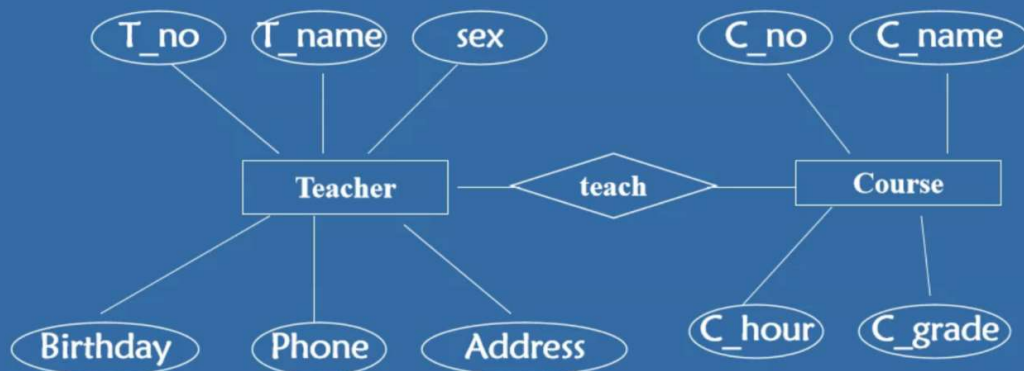 T_no T_name sex C_no C_name
Teacher teach Course
Birthday Phone Address C_hour C_grade